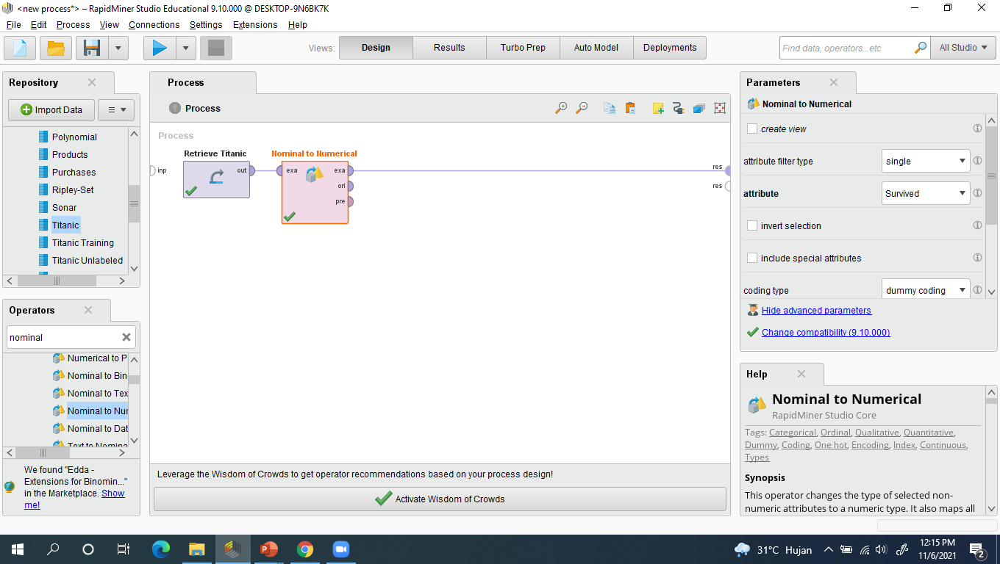 <new process*> – RapidMiner Studio Educational 9.10.000 @ DESKTOP-9N6BK7K
File Edit Process View Connections Settings Extensions Help
Views: Design Results Turbo Prep Auto Model Deployments
Find data, operators...etc All Studio
Repository
Import Data
Polynomial
Products
Purchases
Ripley-Set
Sonar
Titanic
Titanic Training
Titanic Unlabeled
Operators
nominal
Numerical to P
Nominal to Bin
Nominal to Tex
Nominal to Nur
Nominal to Dat
Text to Nomina
We found "Edda -
Extensions for Binomin..."
in the Marketplace. Show
me!
Process
Process
Process
Retrieve Titanic
inp
out
Nominal to Numerical
exa exa
ori
pre
res
res
Leverage the Wisdom of Crowds to get operator recommendations based on your process design!
Activate Wisdom of Crowds
Parameters
Nominal to Numerical
create view
attribute filter type single
attribute Survived
invert selection
include special attributes
coding type dummy coding
Hide advanced parameters
Change compatibility (9.10.000)
Help
Nominal to Numerical
RapidMiner Studio Core
Tags: Categorical, Ordinal, Qualitative, Quantitative,
Dummy, Coding, One hot, Encoding, Index, Continuous,
Types
Synopsis
This operator changes the type of selected non-
numeric attributes to a numeric type. It also maps all
31°C Hujan
12:15 PM
11/6/2021
2